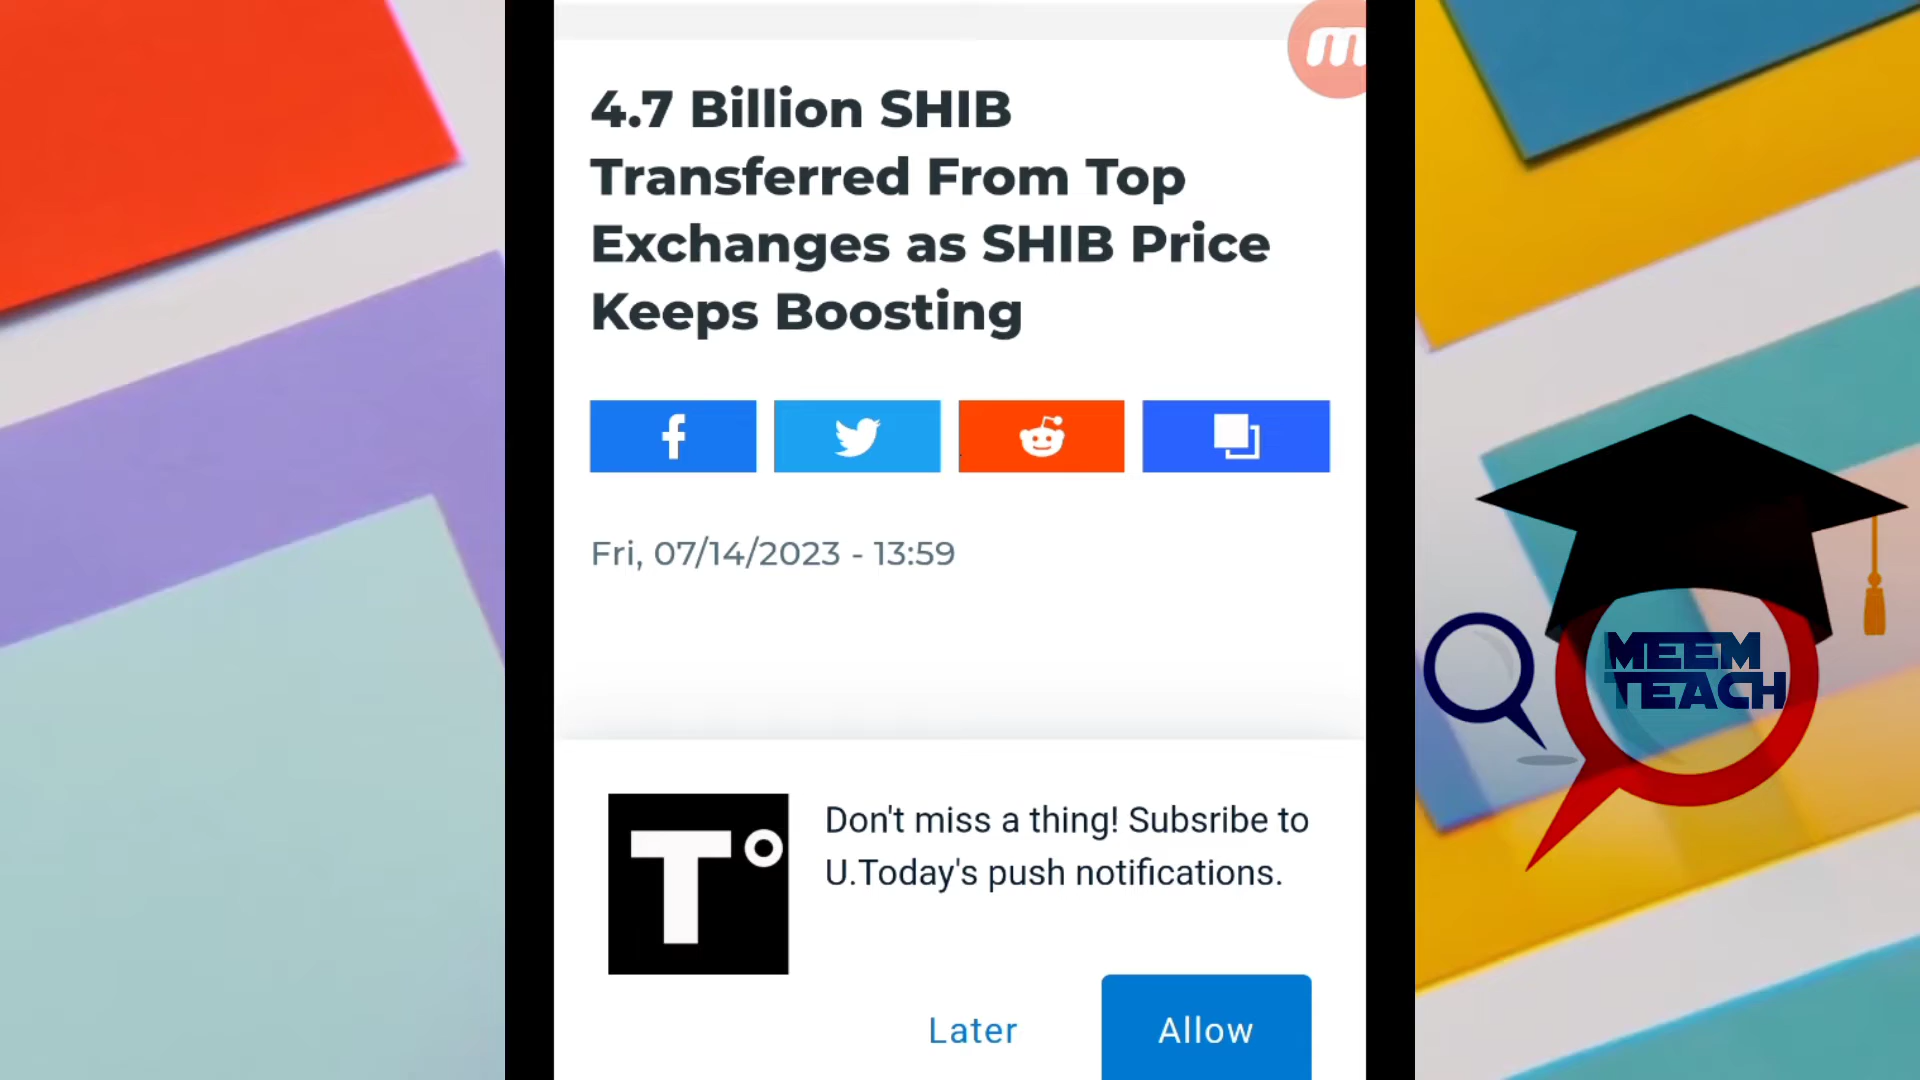 4.7 Billion SHIB
Transferred From Top
Exchanges as SHIB Price
Keeps Boosting
Fri, 07/14/2023 - 13:59
MEEM
TEACH
Don't miss a thing! Subsribe to
U.Today's push notifications.
Later
Allow